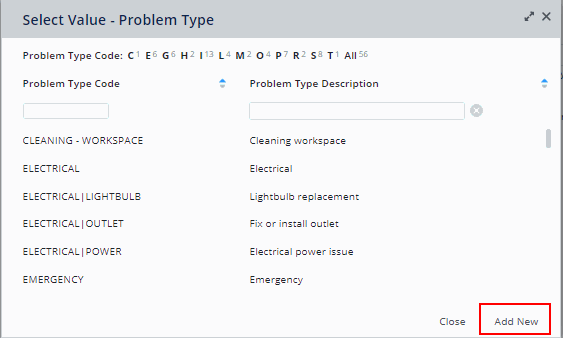 Select Value - Problem Type
Problem Type Code: C 1 E 6 G 6 H 2 I 13 L 4 M 2 O 4 P 7 R 2 S 8 T 1 All 56
Problem Type Code Problem Type Description
CLEANING - WORKSPACE Cleaning workspace
ELECTRICAL Electrical
ELECTRICAL|LIGHTBULB Lightbulb replacement
ELECTRICAL|OUTLET Fix or install outlet
ELECTRICAL|POWER Electrical power issue
EMERGENCY Emergency
Close Add New